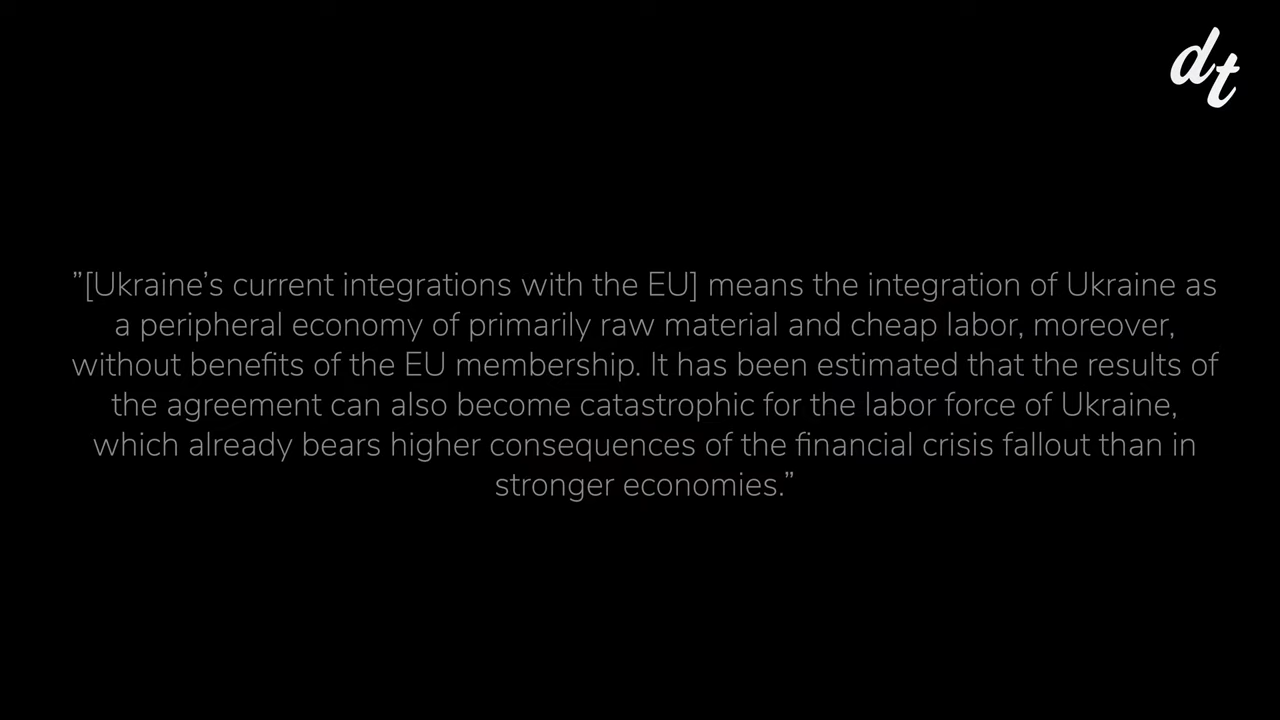 dt
”[Ukraine’s current integrations with the EU] means the integration of Ukraine as
a peripheral economy of primarily raw material and cheap labor, moreover,
without benefits of the EU membership. It has been estimated that the results of
the agreement can also become catastrophic for the labor force of Ukraine,
which already bears higher consequences of the financial crisis fallout than in
stronger economies.”